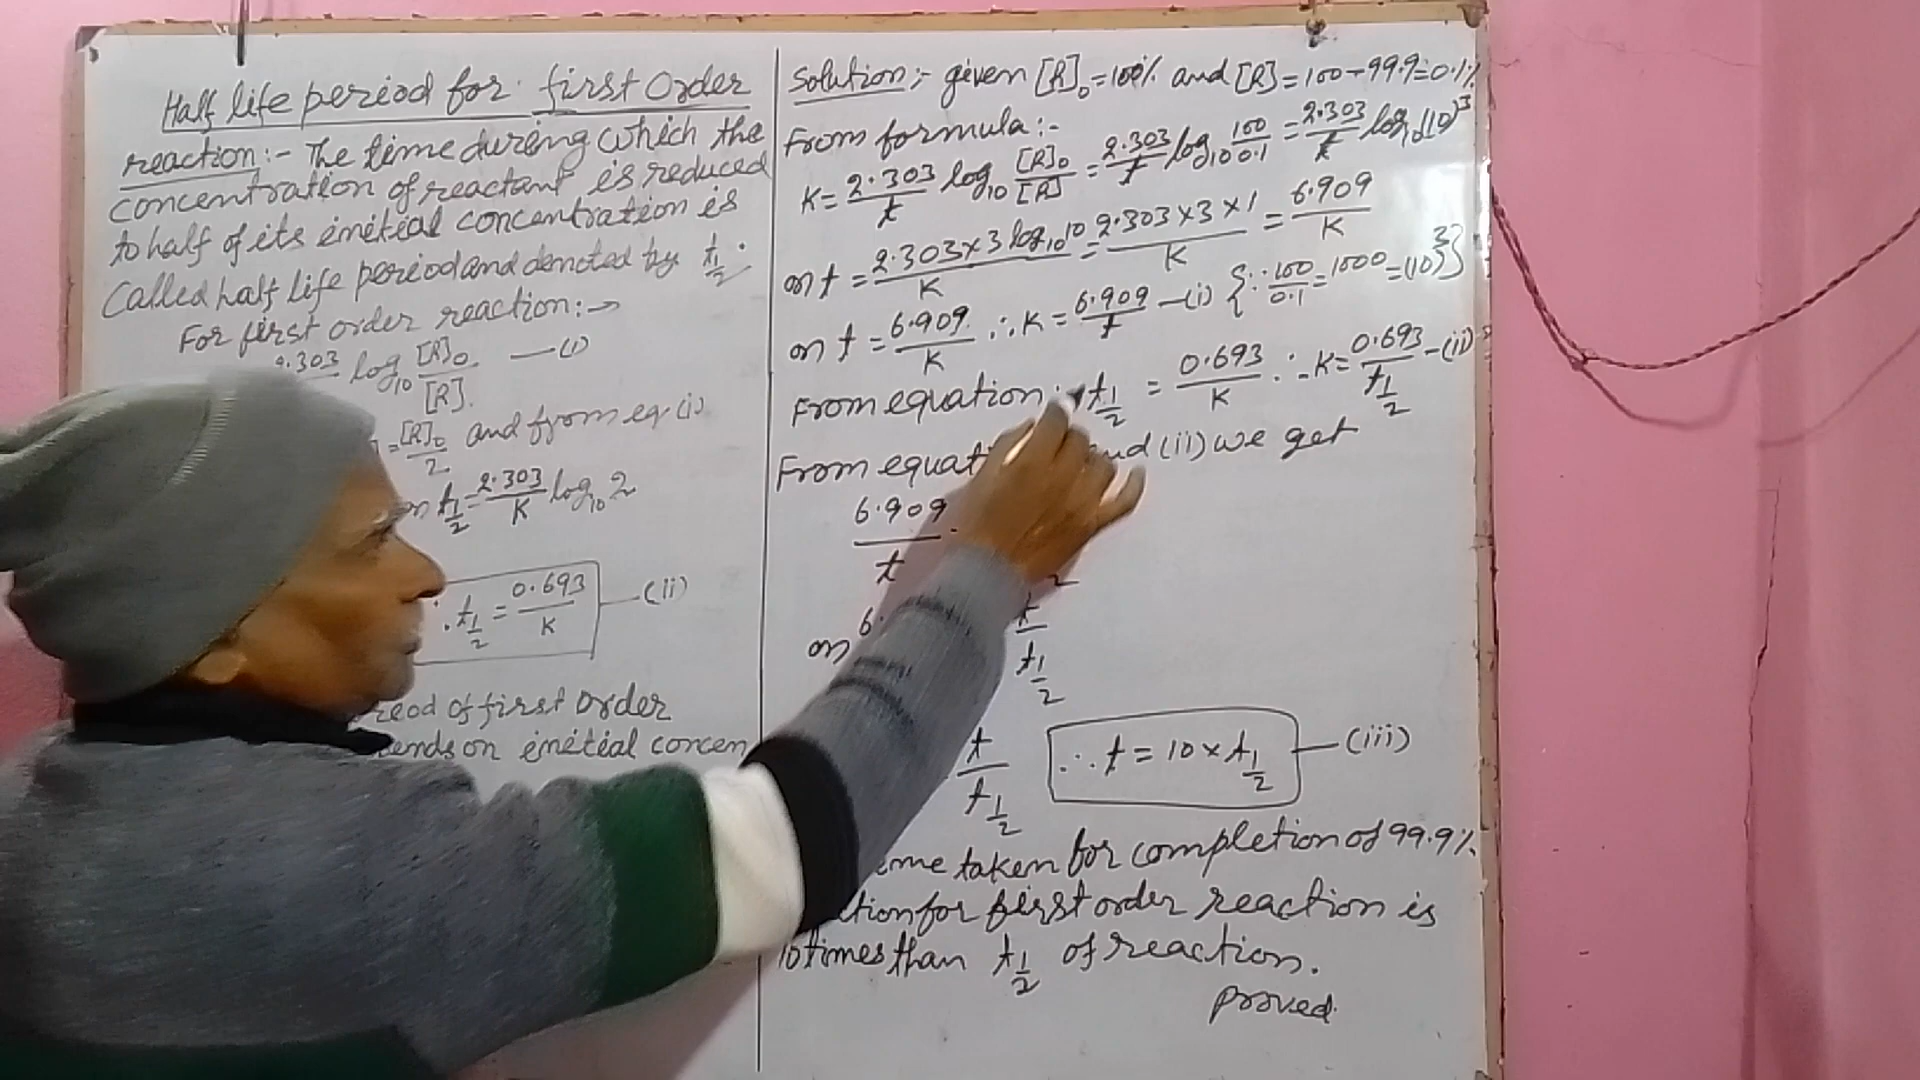 Half life period for first Order
reaction:- The time during which the
concentration of reactant is reduced
to half of its initial concentration is
Called half life period and denoted by t1/2.
For first order reaction:→
2.303 log10 [R]0/[R]. —(i)
=[R]0/2 and from eq (i)
or t1/2=2.303/K log10 2
∴ t1/2 = 0.693/K —(ii)
of first order
on initial concen
Solution:- given [R]0=100% and [R]=100-99.9=0.1%
From formula:-
K=2.303/t log10 [R]0/[R] =2.303/t log10 100/0.1=2.303/t log10(10)^3
or t=2.303×3 log10 10/K=2.303×3×1/K=6.909/K
or t=6.909/K ∴K=6.909/t—(i) {∵100/0.1=1000=(10)^3}
From equation: t1/2 = 0.693/K ∴ K=0.693/t1/2—(ii)
From and (ii) we get
6.909/t
or 6. t/t1/2
t/t1/2 ∴ t = 10×t1/2 —(iii)
taken for completion of 99.9%
for first order reaction is
10 times than t1/2 of reaction.
proved.